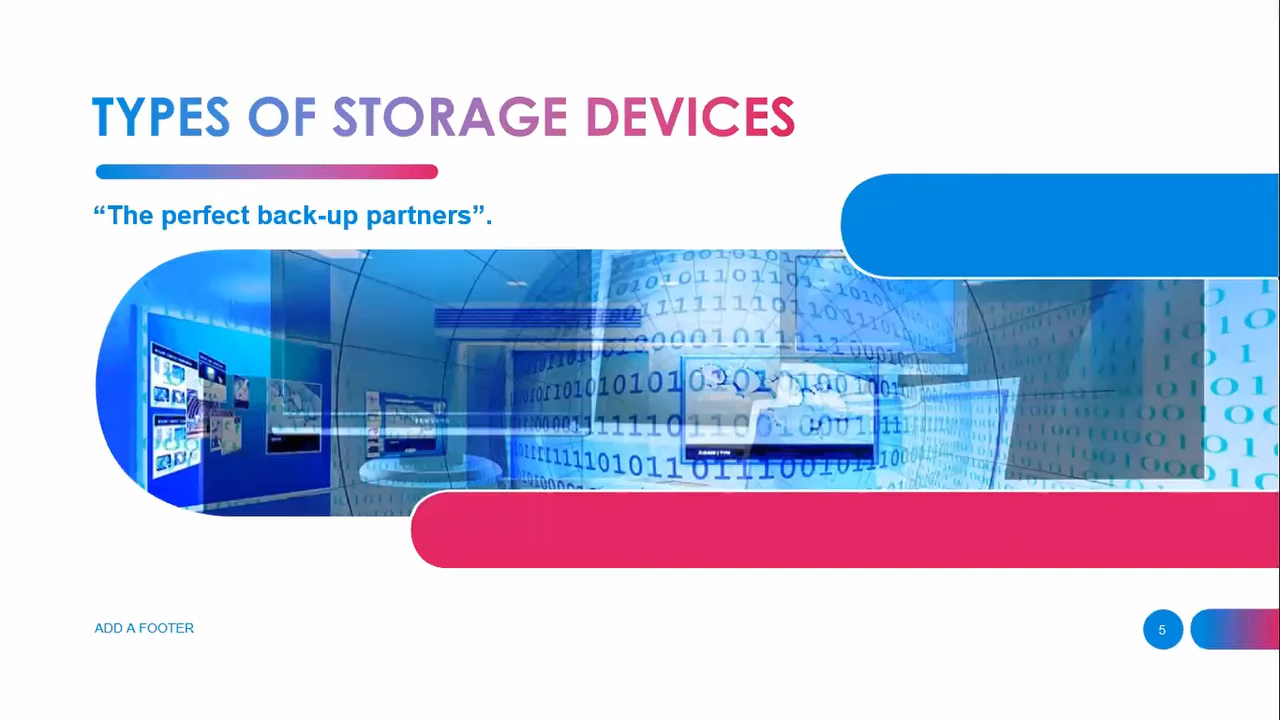 TYPES OF STORAGE DEVICES
“The perfect back-up partners”.
ADD A FOOTER
5